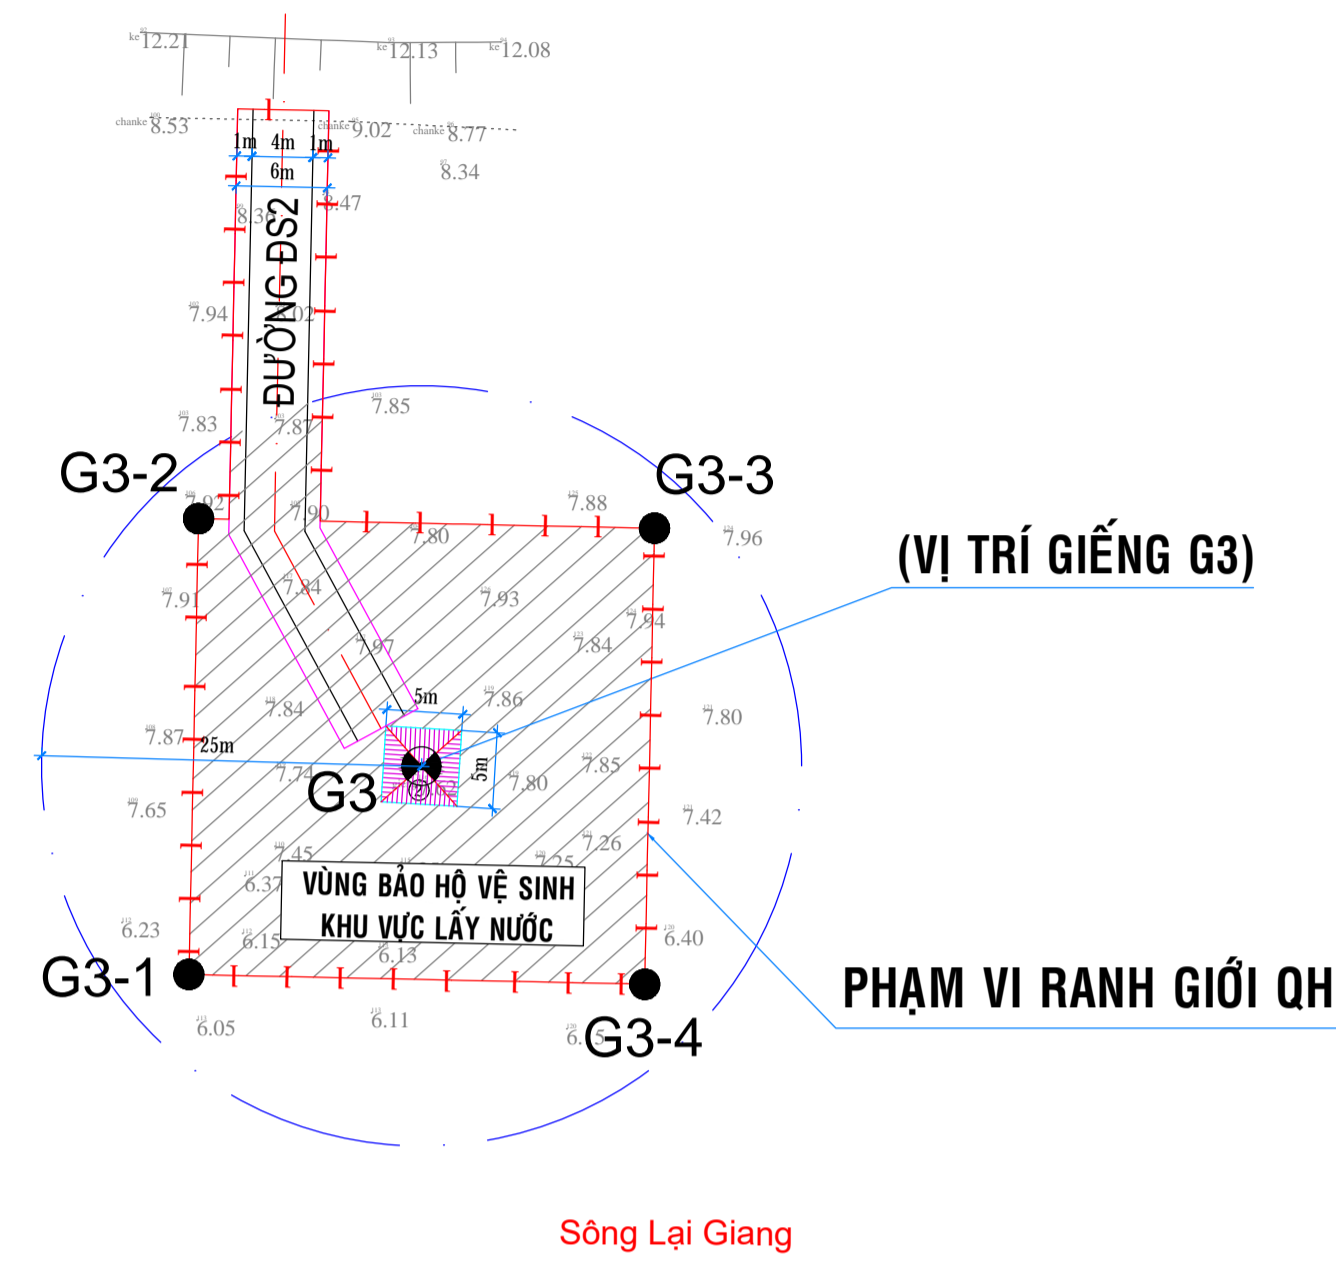 ke 12.21
ke 12.13
ke 12.08
chanke 8.53
chanke 9.02
chanke 8.77
1m 4m 1m
6m
8.34
8.47
8.36
ĐƯỜNG ĐS2
7.94
8.02
7.85
7.83
7.87
G3-2
G3-3
7.92
7.90
7.88
7.80
7.96
(VỊ TRÍ GIẾNG G3)
7.91
7.84
7.93
7.94
7.97
7.84
5m
7.86
7.84
7.80
7.87
25m
7.74
G3
5m
7.80
7.85
7.65
7.42
7.26
7.45
7.25
6.37
VÙNG BẢO HỘ VỆ SINH
KHU VỰC LẤY NƯỚC
6.23
6.15
6.13
6.40
G3-1
PHẠM VI RANH GIỚI QH
6.05
6.11
G3-4
Sông Lại Giang